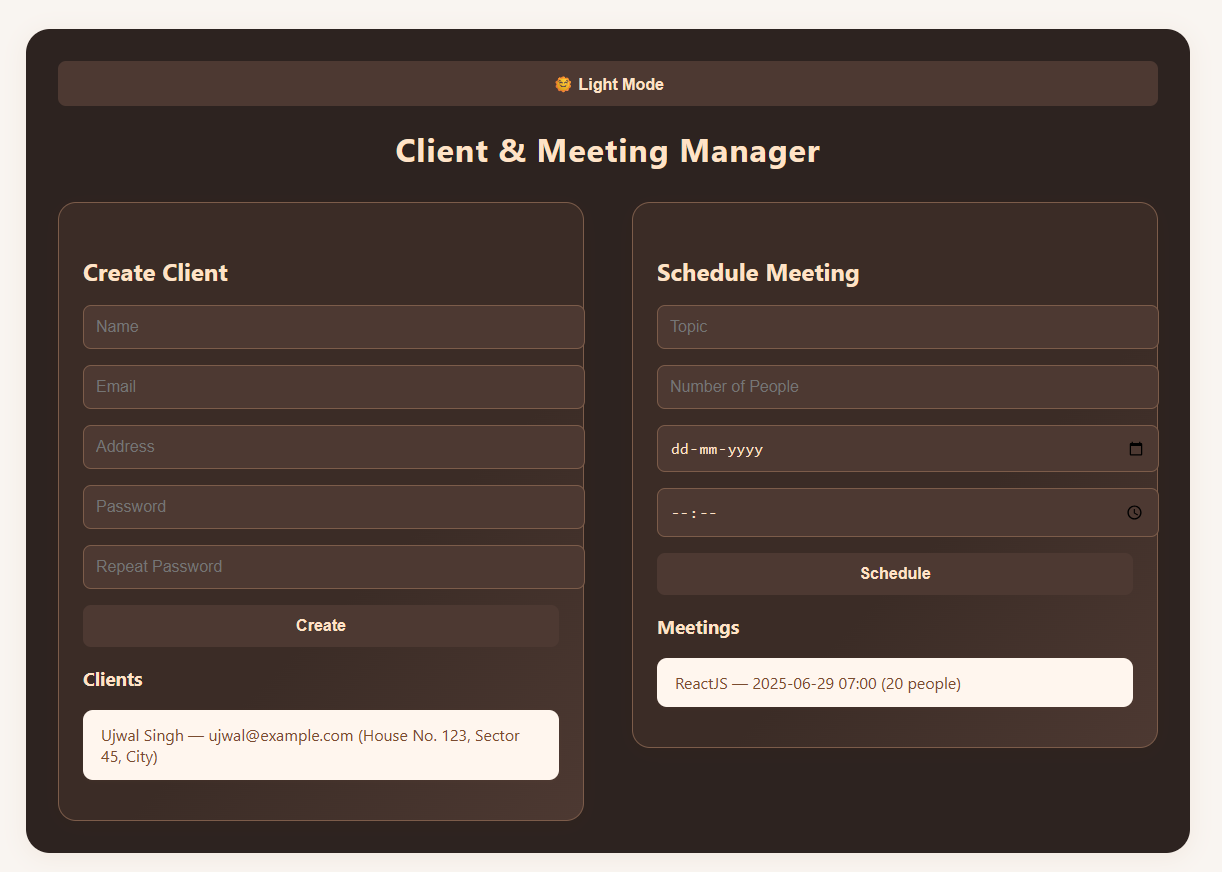 🌞 Light Mode
Client & Meeting Manager
Create Client
Name
Email
Address
Password
Repeat Password
Create
Clients
Ujwal Singh — ujwal@example.com (House No. 123, Sector
45, City)
Schedule Meeting
Topic
Number of People
dd-mm-yyyy
--:--
Schedule
Meetings
ReactJS — 2025-06-29 07:00 (20 people)